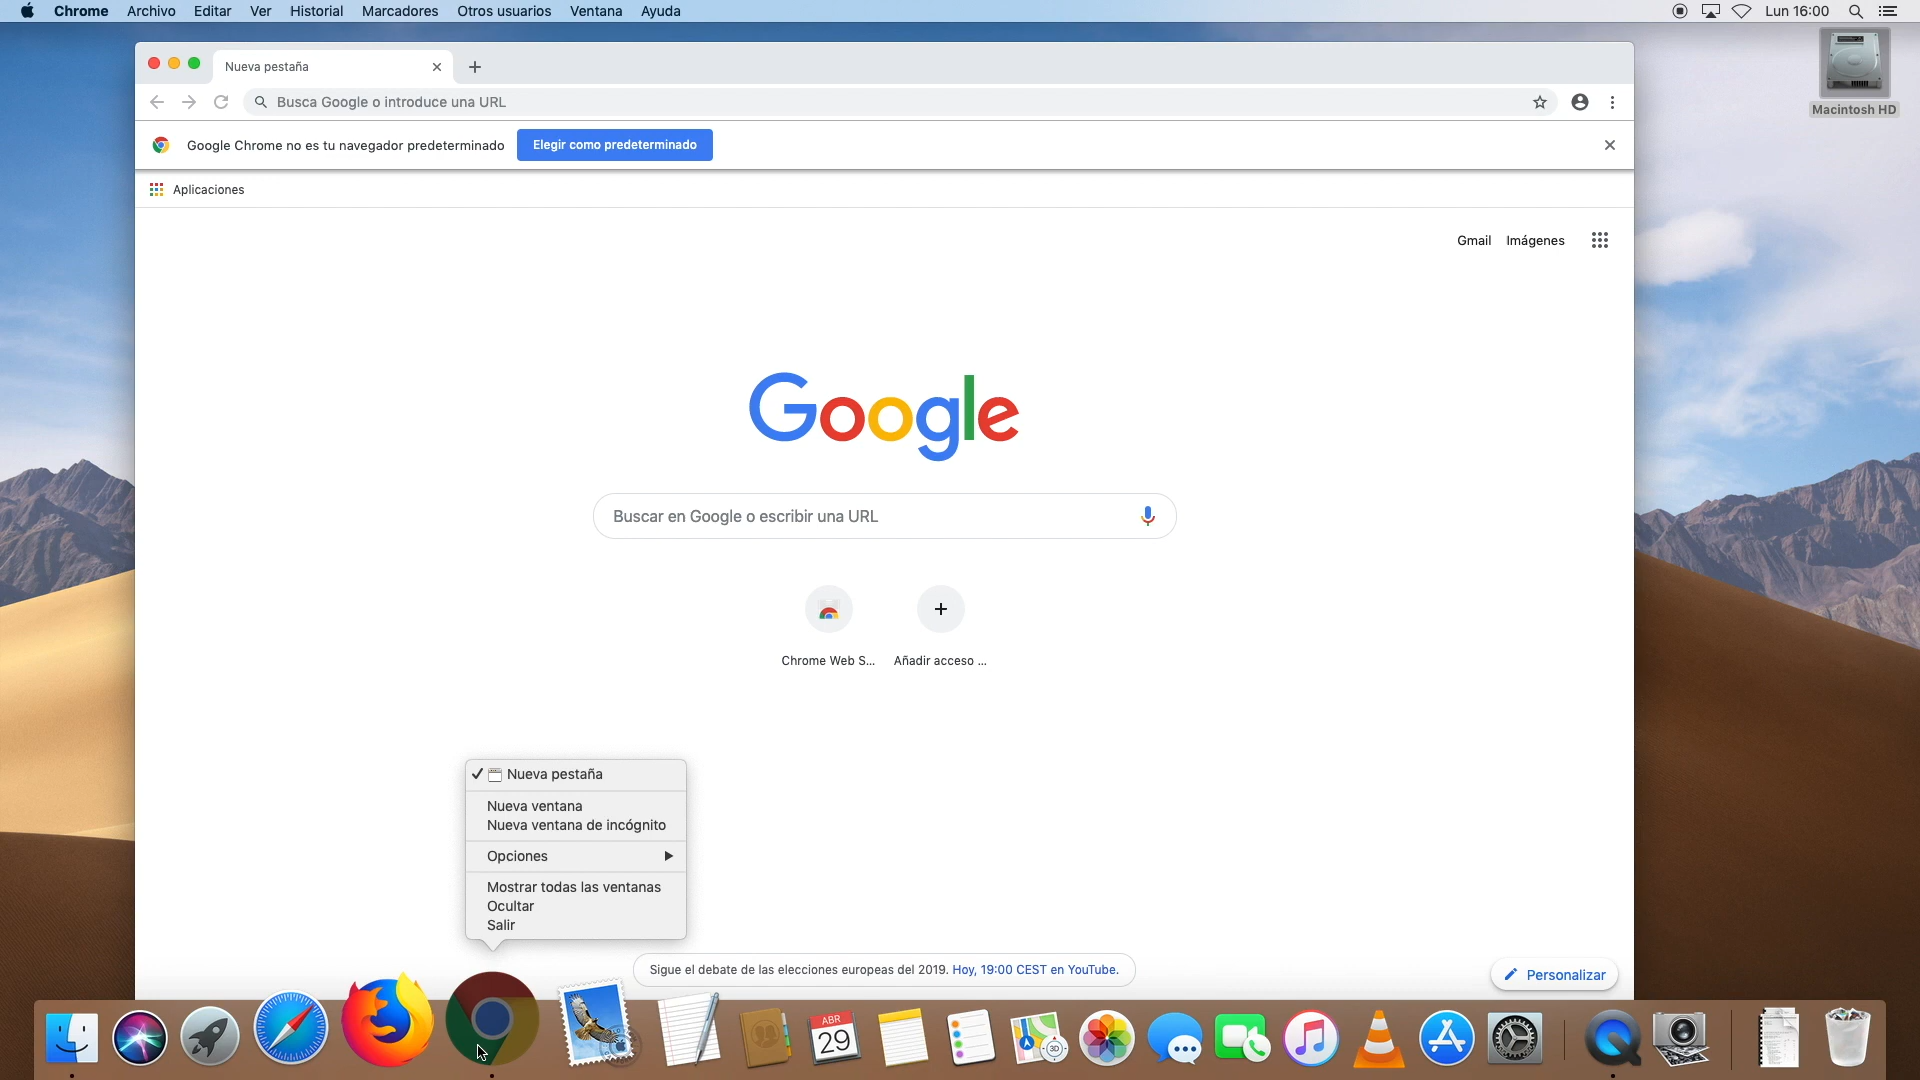 Chrome Archivo Editar Ver Historial Marcadores Otros usuarios Ventana Ayuda
Lun 16:00
Macintosh HD
Nueva pestaña
Busca Google o introduce una URL
Google Chrome no es tu navegador predeterminado
Elegir como predeterminado
Aplicaciones
Gmail Imágenes
Google
Buscar en Google o escribir una URL
Chrome Web S...
Añadir acceso ...
Nueva pestaña
Nueva ventana
Nueva ventana de incógnito
Opciones
Mostrar todas las ventanas
Ocultar
Salir
Sigue el debate de las elecciones europeas del 2019. Hoy, 19:00 CEST en YouTube.
Personalizar
ABR
29
3D